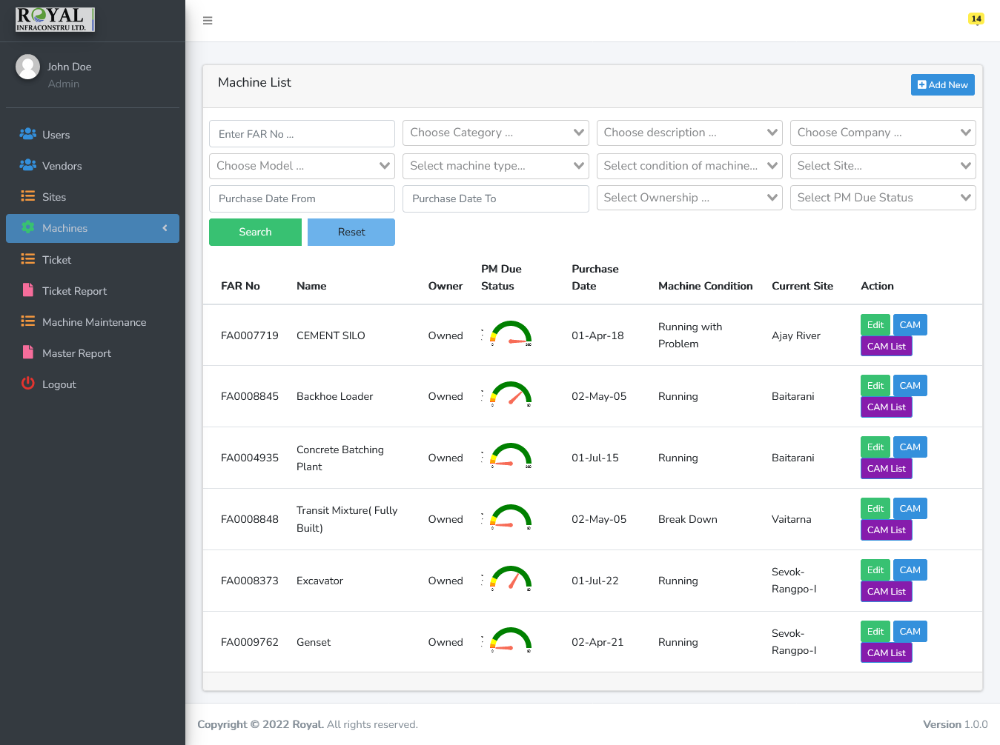 ROYAL
INFRACONSTRU LTD.
14
John Doe
Admin
Users
Vendors
Sites
Machines
Ticket
Ticket Report
Machine Maintenance
Master Report
Logout
Machine List
Add New
Enter FAR No ...
Choose Category ...
Choose description ...
Choose Company ...
Choose Model ...
Select machine type...
Select condition of machine...
Select Site...
Purchase Date From
Purchase Date To
Select Ownership ...
Select PM Due Status
Search
Reset
FAR No Name Owner PM Due Status Purchase Date Machine Condition Current Site Action
FA0007719 CEMENT SILO Owned 0 360 01-Apr-18 Running with Problem Ajay River Edit CAM
CAM List
FA0008845 Backhoe Loader Owned 0 02-May-05 Running Baitarani Edit CAM
CAM List
FA0004935 Concrete Batching Plant Owned 0 360 01-Jul-15 Running Baitarani Edit CAM
CAM List
FA0008848 Transit Mixture( Fully Built) Owned 0 02-May-05 Break Down Vaitarna Edit CAM
CAM List
FA0008373 Excavator Owned 0 01-Jul-22 Running Sevok-Rangpo-I Edit CAM
CAM List
FA0009762 Genset Owned 0 02-Apr-21 Running Sevok-Rangpo-I Edit CAM
CAM List
Copyright © 2022 Royal. All rights reserved.
Version 1.0.0